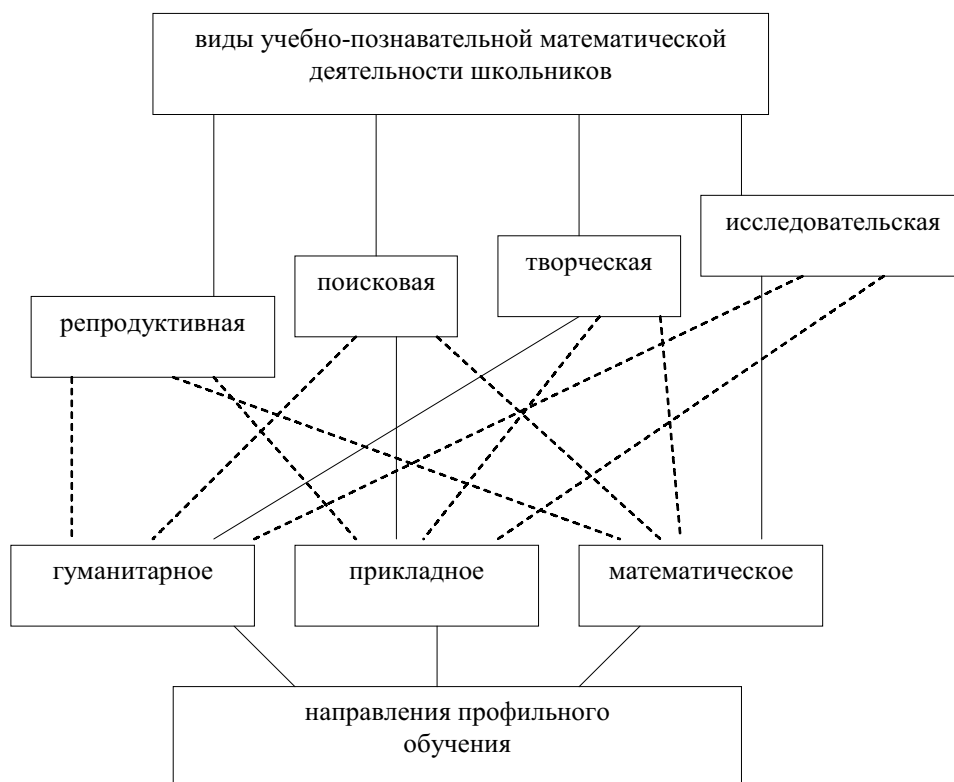 виды учебно-познавательной математической
деятельности школьников
исследовательская
творческая
поисковая
репродуктивная
гуманитарное
прикладное
математическое
направления профильного
обучения